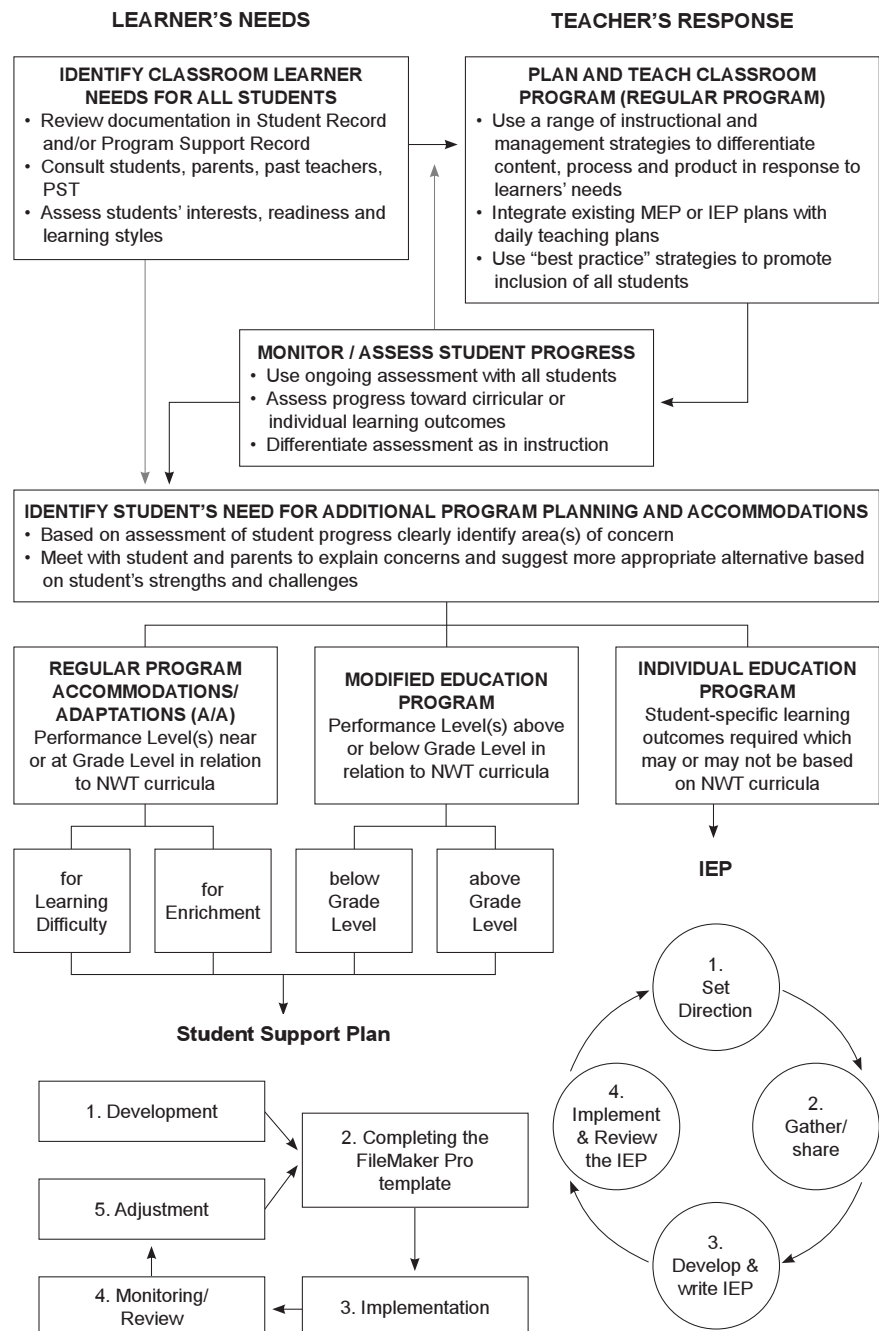 LEARNER’S NEEDS
TEACHER’S RESPONSE
IDENTIFY CLASSROOM LEARNER
NEEDS FOR ALL STUDENTS
• Review documentation in Student Record
and/or Program Support Record
• Consult students, parents, past teachers,
PST
• Assess students’ interests, readiness and
learning styles
PLAN AND TEACH CLASSROOM
PROGRAM (REGULAR PROGRAM)
• Use a range of instructional and
management strategies to differentiate
content, process and product in response to
learners’ needs
• Integrate existing MEP or IEP plans with
daily teaching plans
• Use “best practice” strategies to promote
inclusion of all students
MONITOR / ASSESS STUDENT PROGRESS
• Use ongoing assessment with all students
• Assess progress toward cirricular or
individual learning outcomes
• Differentiate assessment as in instruction
IDENTIFY STUDENT’S NEED FOR ADDITIONAL PROGRAM PLANNING AND ACCOMMODATIONS
• Based on assessment of student progress clearly identify area(s) of concern
• Meet with student and parents to explain concerns and suggest more appropriate alternative based
on student’s strengths and challenges
REGULAR PROGRAM
ACCOMMODATIONS/
ADAPTATIONS (A/A)
Performance Level(s) near
or at Grade Level in relation
to NWT curricula
MODIFIED EDUCATION
PROGRAM
Performance Level(s) above
or below Grade Level in
relation to NWT curricula
INDIVIDUAL EDUCATION
PROGRAM
Student-specific learning
outcomes required which
may or may not be based
on NWT curricula
for
Learning
Difficulty
for
Enrichment
below
Grade
Level
above
Grade
Level
IEP
Student Support Plan
1. Development
2. Completing the
FileMaker Pro
template
5. Adjustment
4. Monitoring/
Review
3. Implementation
1.
Set
Direction
2.
Gather/
share
3.
Develop &
write IEP
4.
Implement
& Review
the IEP